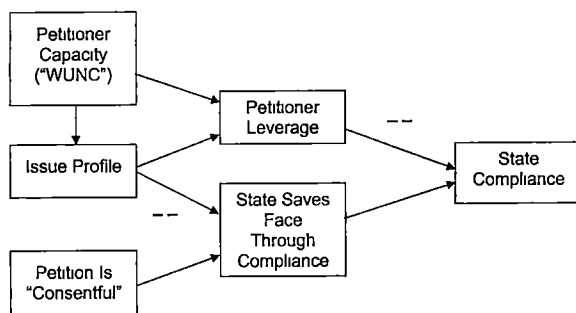 Petitioner
Capacity
("WUNC")
Petitioner
Leverage
– –
State
Compliance
Issue Profile
– –
State Saves
Face
Through
Compliance
Petition Is
"Consentful"